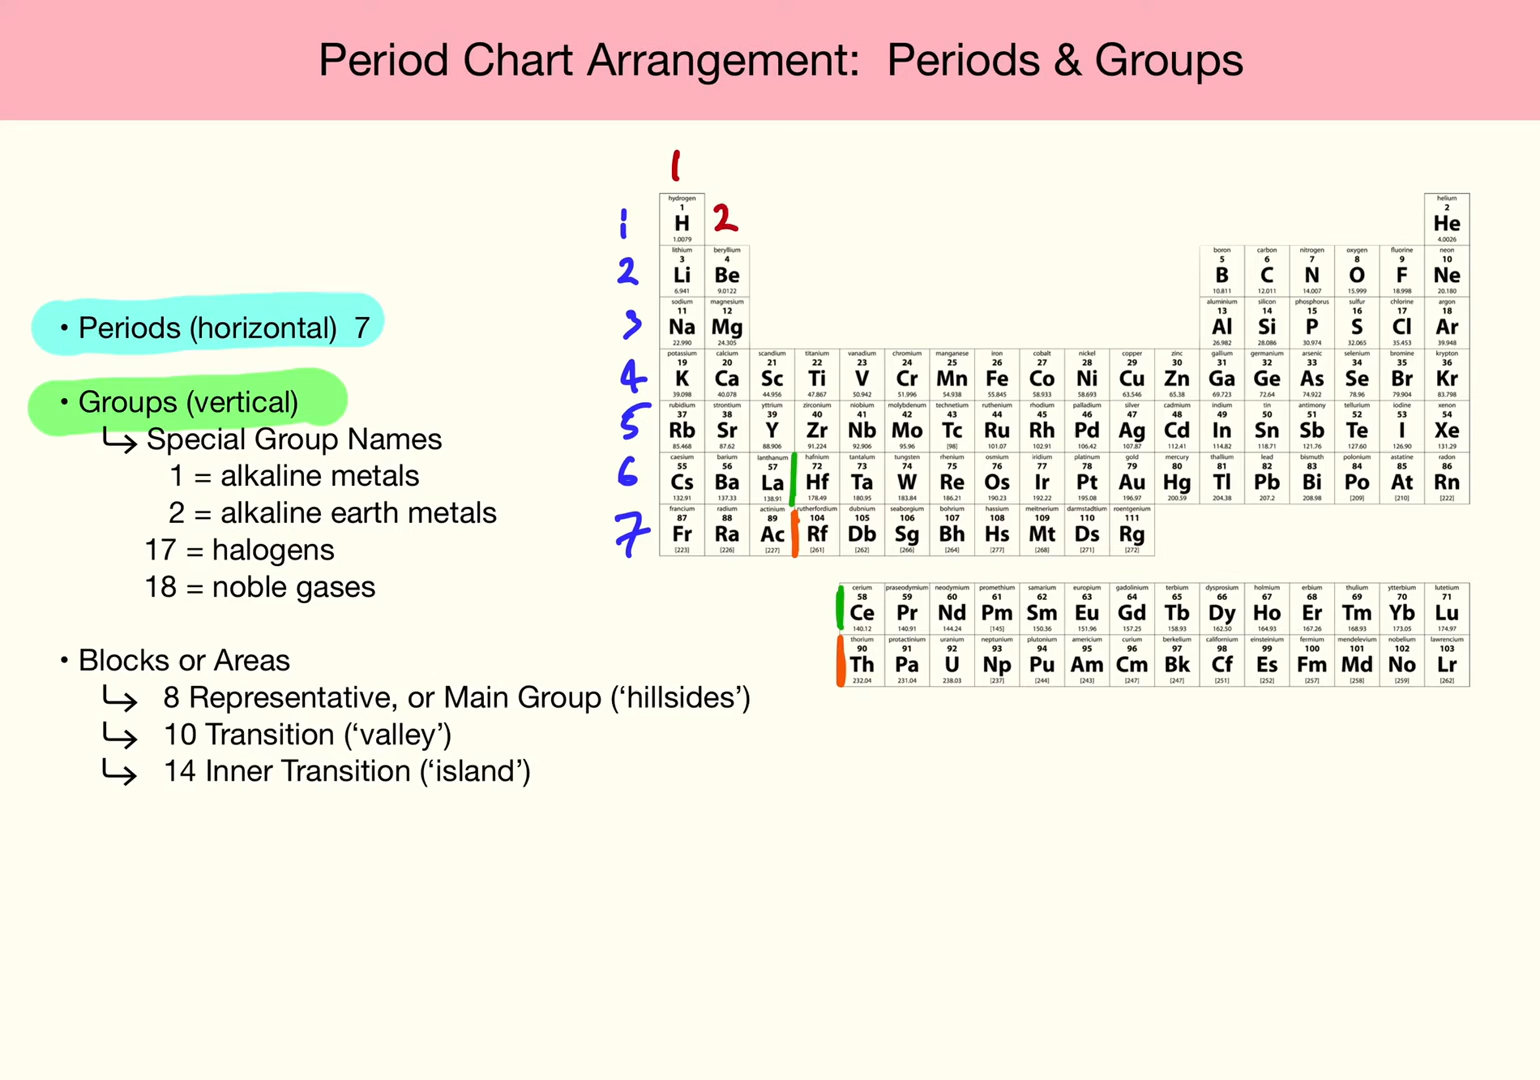 Period Chart Arrangement:  Periods & Groups
• Periods (horizontal)  7
• Groups (vertical)
Special Group Names
1 = alkaline metals
2 = alkaline earth metals
17 = halogens
18 = noble gases
• Blocks or Areas
8 Representative, or Main Group (‘hillsides’)
10 Transition (‘valley’)
14 Inner Transition (‘island’)
1
2
1
2
3
4
5
6
7
hydrogen helium
1 2
H He
1.0079 4.0026
lithium beryllium boron carbon nitrogen oxygen fluorine neon
3 4 5 6 7 8 9 10
Li Be B C N O F Ne
6.941 9.0122 10.811 12.011 14.007 15.999 18.998 20.180
sodium magnesium aluminium silicon phosphorus sulfur chlorine argon
11 12 13 14 15 16 17 18
Na Mg Al Si P S Cl Ar
22.990 24.305 26.982 28.086 30.974 32.065 35.453 39.948
potassium calcium scandium titanium vanadium chromium manganese iron cobalt nickel copper zinc gallium germanium arsenic selenium bromine krypton
19 20 21 22 23 24 25 26 27 28 29 30 31 32 33 34 35 36
K Ca Sc Ti V Cr Mn Fe Co Ni Cu Zn Ga Ge As Se Br Kr
39.098 40.078 44.956 47.867 50.942 51.996 54.938 55.845 58.933 58.693 63.546 65.38 69.723 72.64 74.922 78.96 79.904 83.798
rubidium strontium yttrium zirconium niobium molybdenum technetium ruthenium rhodium palladium silver cadmium indium tin antimony tellurium iodine xenon
37 38 39 40 41 42 43 44 45 46 47 48 49 50 51 52 53 54
Rb Sr Y Zr Nb Mo Tc Ru Rh Pd Ag Cd In Sn Sb Te I Xe
85.468 87.62 88.906 91.224 92.906 95.96 [98] 101.07 102.91 106.42 107.87 112.41 114.82 118.71 121.76 127.60 126.90 131.29
caesium barium lanthanum hafnium tantalum tungsten rhenium osmium iridium platinum gold mercury thallium lead bismuth polonium astatine radon
55 56 57 72 73 74 75 76 77 78 79 80 81 82 83 84 85 86
Cs Ba La Hf Ta W Re Os Ir Pt Au Hg Tl Pb Bi Po At Rn
132.91 137.33 138.91 178.49 180.95 183.84 186.21 190.23 192.22 195.08 196.97 200.59 204.38 207.2 208.98 [209] [210] [222]
francium radium actinium rutherfordium dubnium seaborgium bohrium hassium meitnerium darmstadtium roentgenium
87 88 89 104 105 106 107 108 109 110 111
Fr Ra Ac Rf Db Sg Bh Hs Mt Ds Rg
[223] [226] [227] [261] [262] [266] [264] [277] [268] [271] [272]
cerium praseodymium neodymium promethium samarium europium gadolinium terbium dysprosium holmium erbium thulium ytterbium lutetium
58 59 60 61 62 63 64 65 66 67 68 69 70 71
Ce Pr Nd Pm Sm Eu Gd Tb Dy Ho Er Tm Yb Lu
140.12 140.91 144.24 [145] 150.36 151.96 157.25 158.93 162.50 164.93 167.26 168.93 173.05 174.97
thorium protactinium uranium neptunium plutonium americium curium berkelium californium einsteinium fermium mendelevium nobelium lawrencium
90 91 92 93 94 95 96 97 98 99 100 101 102 103
Th Pa U Np Pu Am Cm Bk Cf Es Fm Md No Lr
232.04 231.04 238.03 [237] [244] [243] [247] [247] [251] [252] [257] [258] [259] [262]